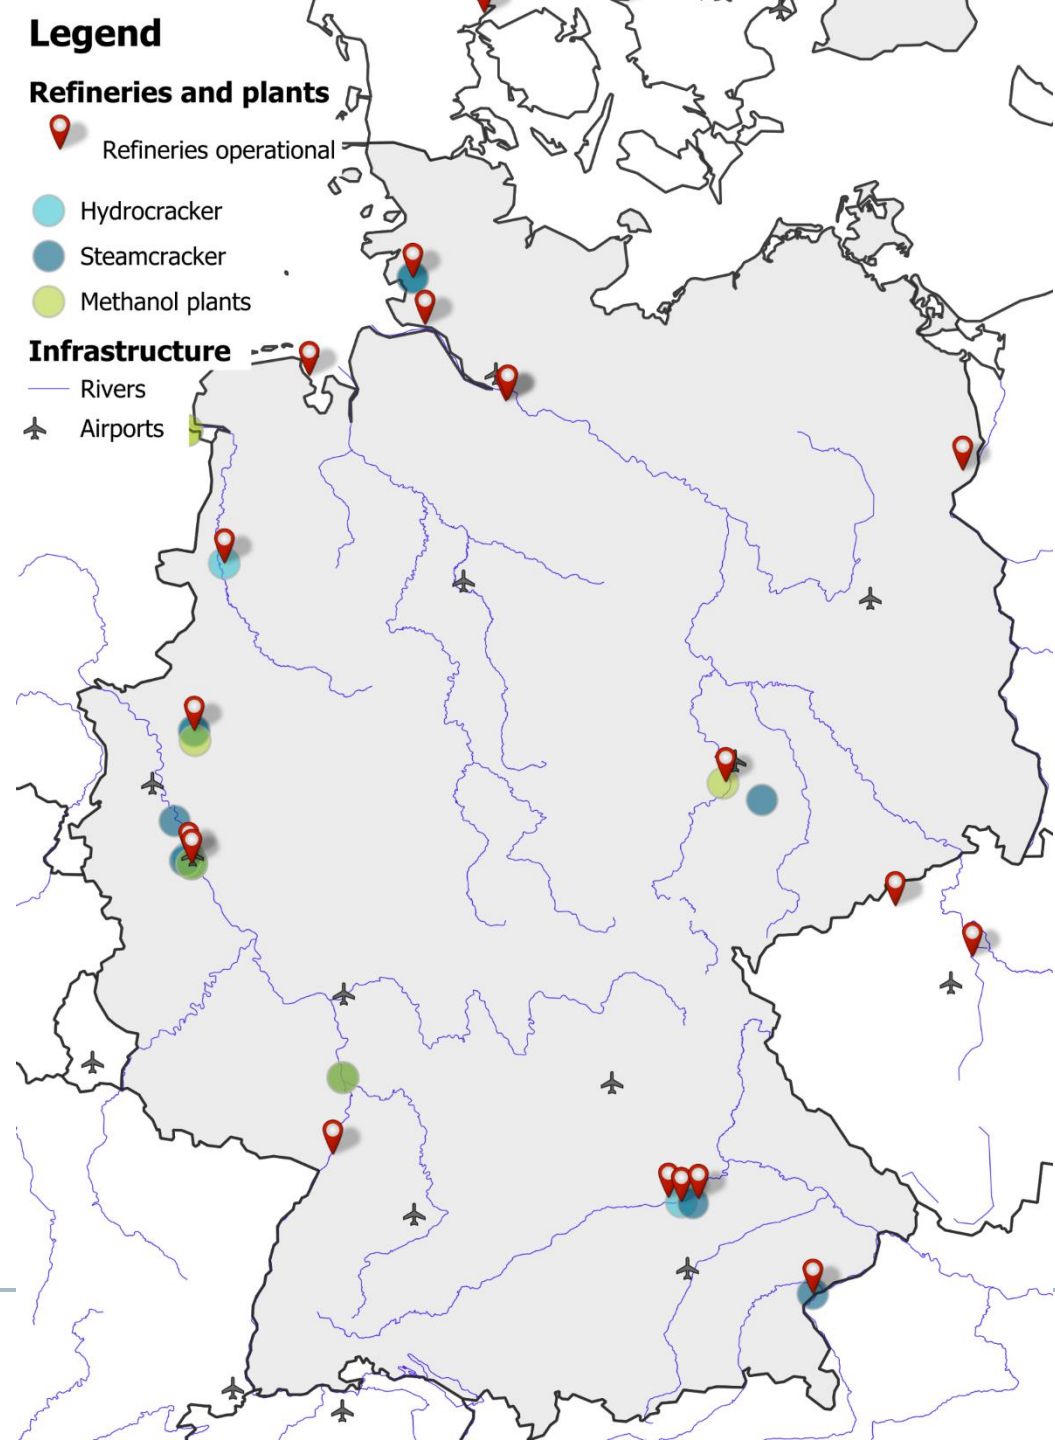 Legend
Refineries and plants
Refineries operational
Hydrocracker
Steamcracker
Methanol plants
Infrastructure
Rivers
Airports